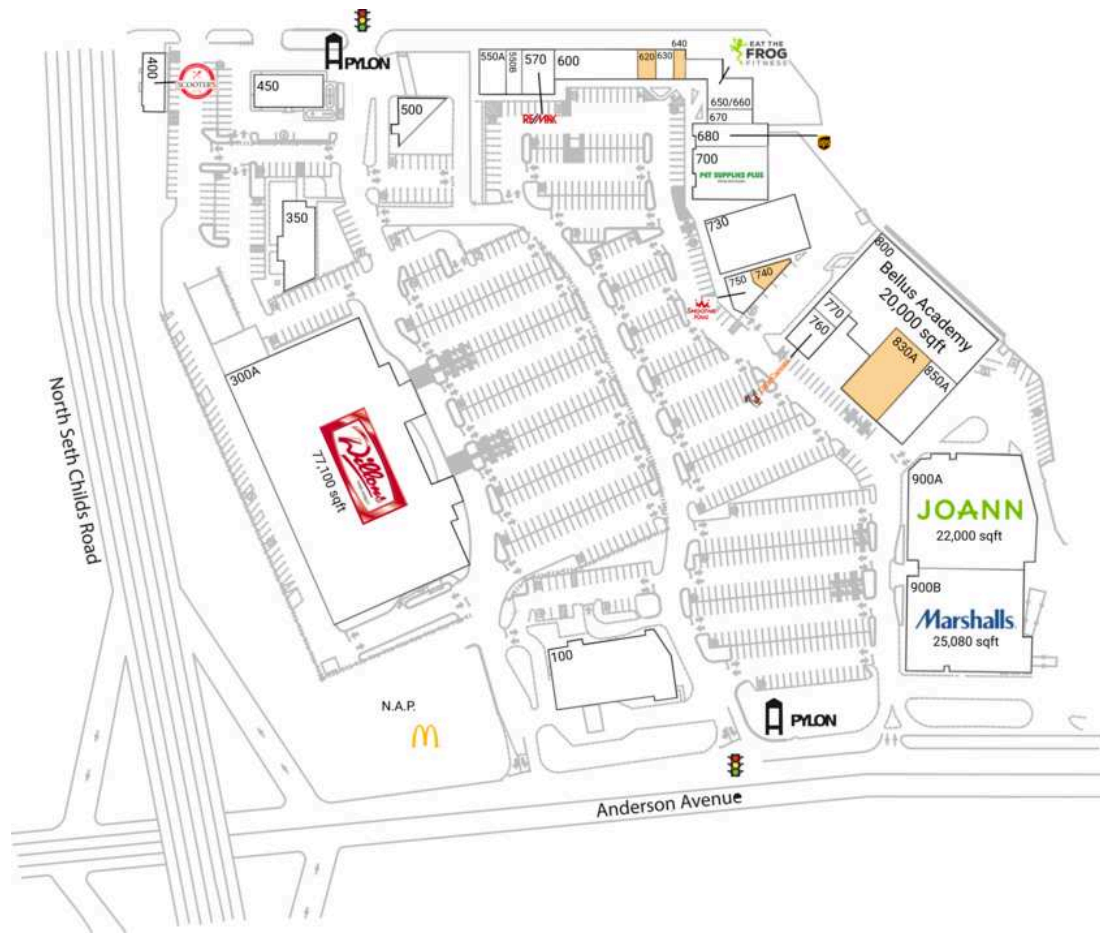 PYLON
400
SCOOTER'S
450
500
550A
550B
570
600
620
630
640
EAT THE
FROG
FITNESS
650/660
670
RE/MAX
680
ups
700
PET SUPPLIES PLUS
350
730
740
750
SMOOTHIE
KING
800
Bellus Academy
20,000 sqft
770
760
830A
850A
300A
Dillons
77,100 sqft
North Seth Childs Road
900A
JOANN
22,000 sqft
900B
Marshalls
25,080 sqft
100
N.A.P.
PYLON
Anderson Avenue